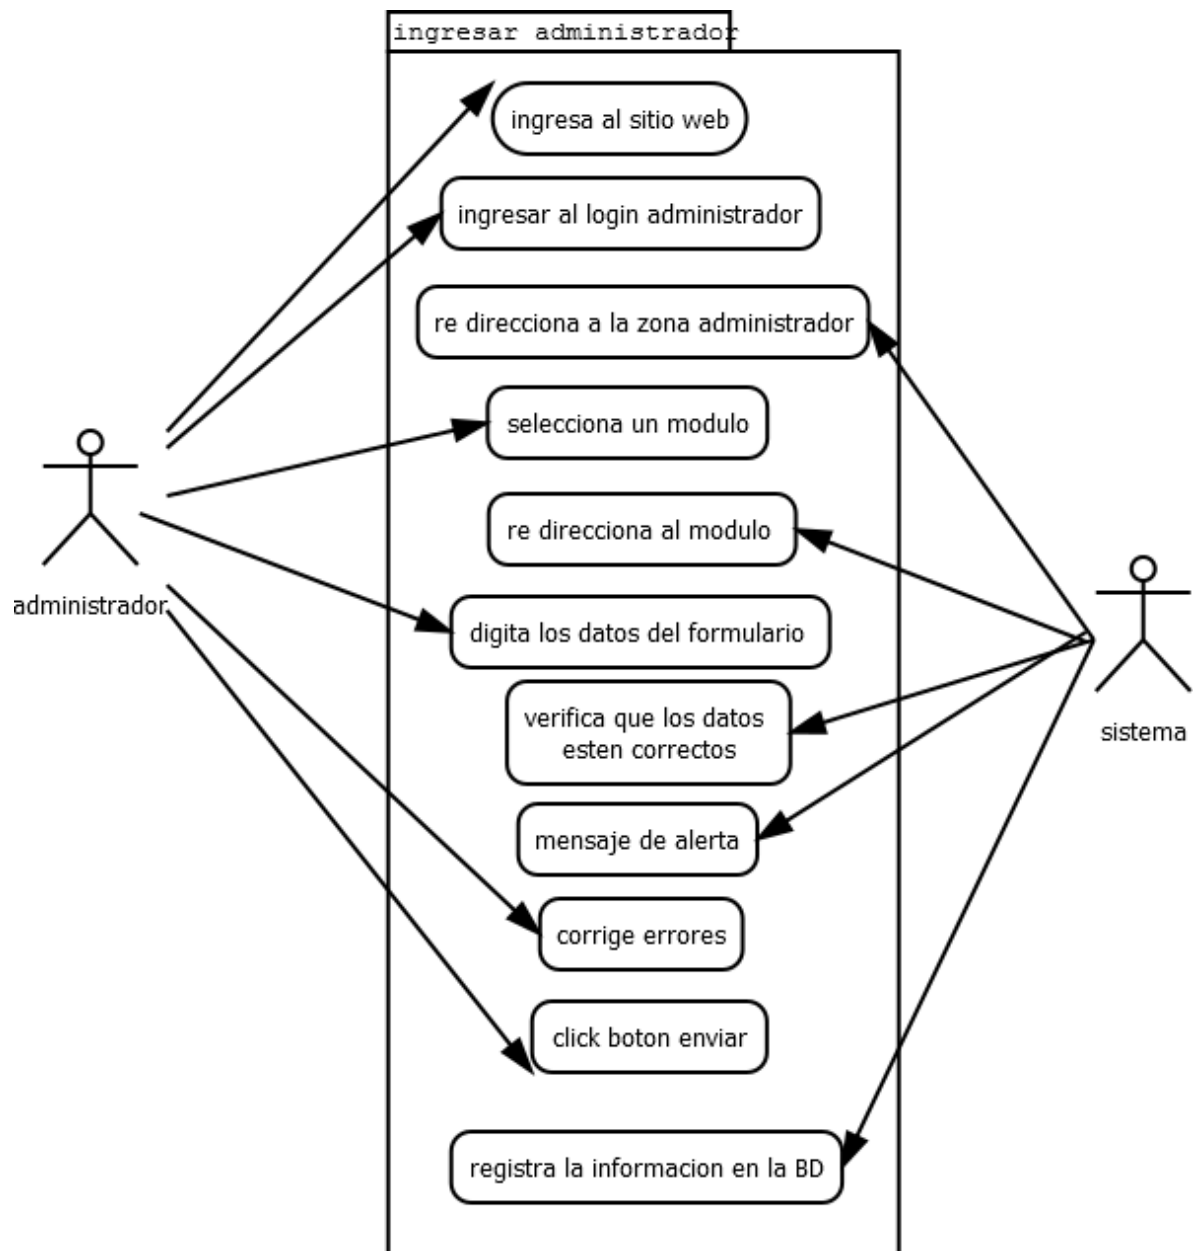 ingresar administrador
ingresa al sitio web
ingresar al login administrador
re direcciona a la zona administrador
selecciona un modulo
re direcciona al modulo
administrador
digita los datos del formulario
verifica que los datos
esten correctos
sistema
mensaje de alerta
corrige errores
click boton enviar
registra la informacion en la BD